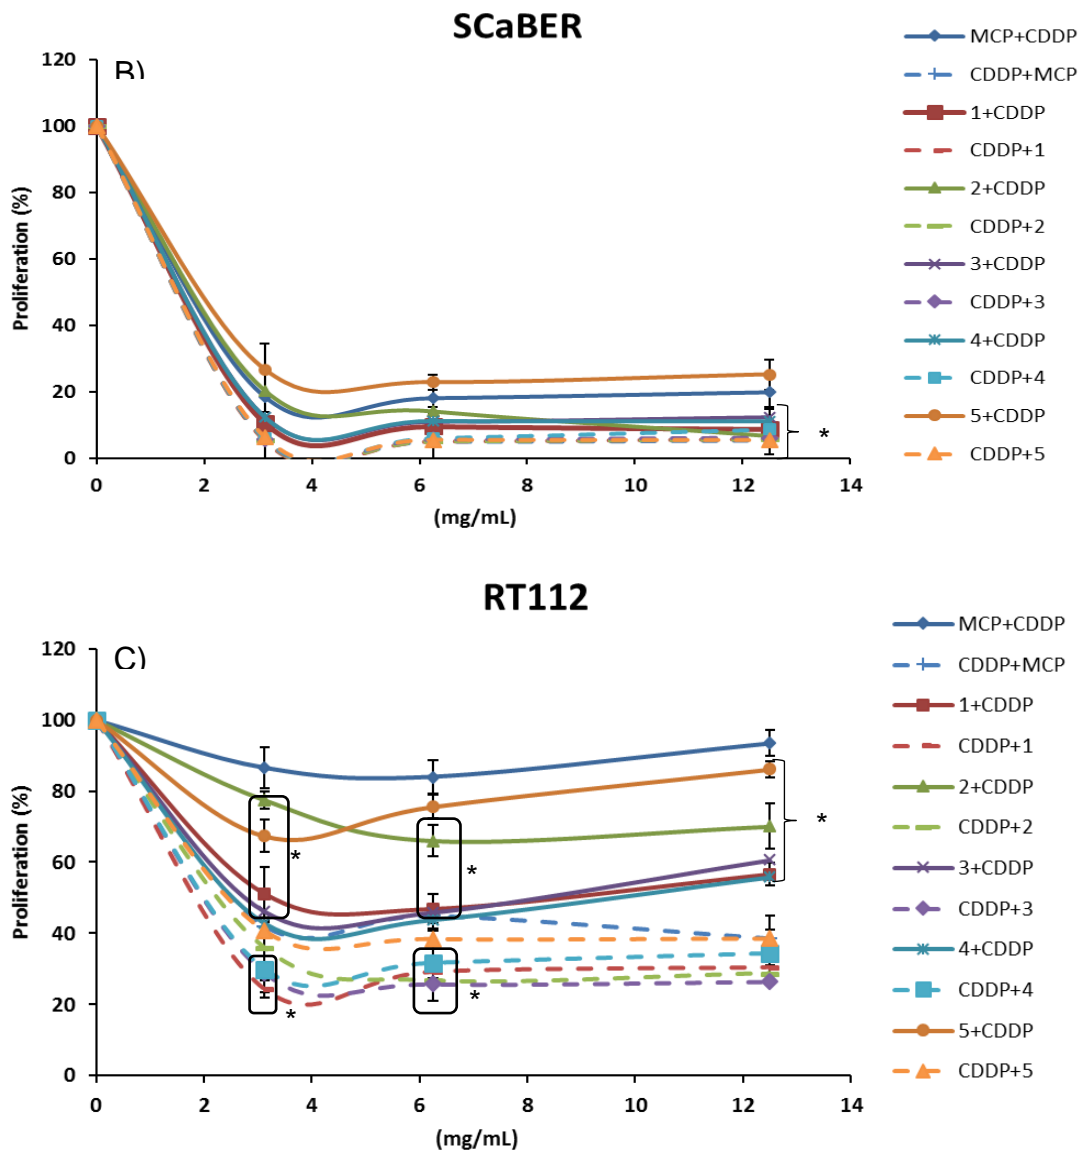 SCaBER
B)
120
100
80
60
40
20
0
Proliferation (%)
0 2 4 6 8 10 12 14
(mg/mL)
*
MCP+CDDP
CDDP+MCP
1+CDDP
CDDP+1
2+CDDP
CDDP+2
3+CDDP
CDDP+3
4+CDDP
CDDP+4
5+CDDP
CDDP+5
RT112
C)
120
100
80
60
40
20
0
Proliferation (%)
0 2 4 6 8 10 12 14
(mg/mL)
*
*
*
*
*
MCP+CDDP
CDDP+MCP
1+CDDP
CDDP+1
2+CDDP
CDDP+2
3+CDDP
CDDP+3
4+CDDP
CDDP+4
5+CDDP
CDDP+5